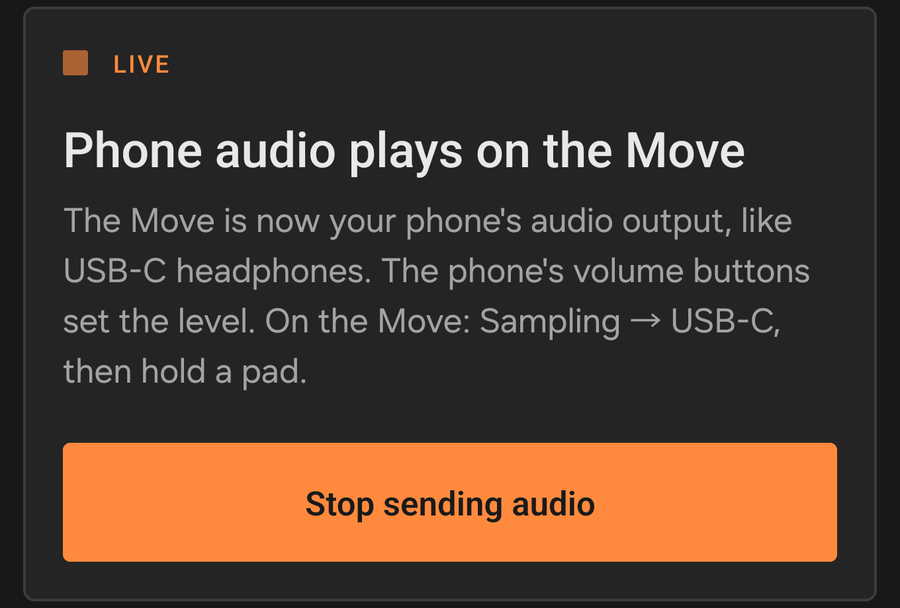 LIVE
Phone audio plays on the Move
The Move is now your phone's audio output, like
USB-C headphones. The phone's volume buttons
set the level. On the Move: Sampling → USB-C,
then hold a pad.
Stop sending audio